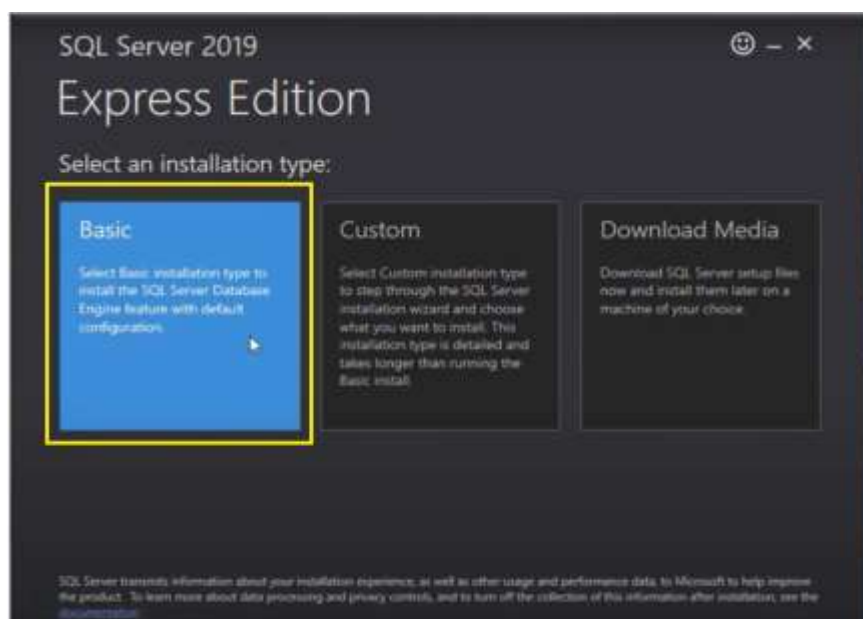 SQL Server 2019
Express Edition
Select an installation type:
Basic
Select Basic installation type to
install the SQL Server Database
Engine feature with default
configuration.
Custom
Select Custom installation type
to step through the SQL Server
installation wizard and choose
what you want to install. This
installation type is detailed and
takes longer than running the
Basic install.
Download Media
Download SQL Server setup files
now and install them later on a
machine of your choice.
SQL Server transmits information about your installation experience, as well as other usage and performance data, to Microsoft to help improve
the product. To learn more about data processing and privacy controls, and to turn off the collection of this information after installation, see the
documentation